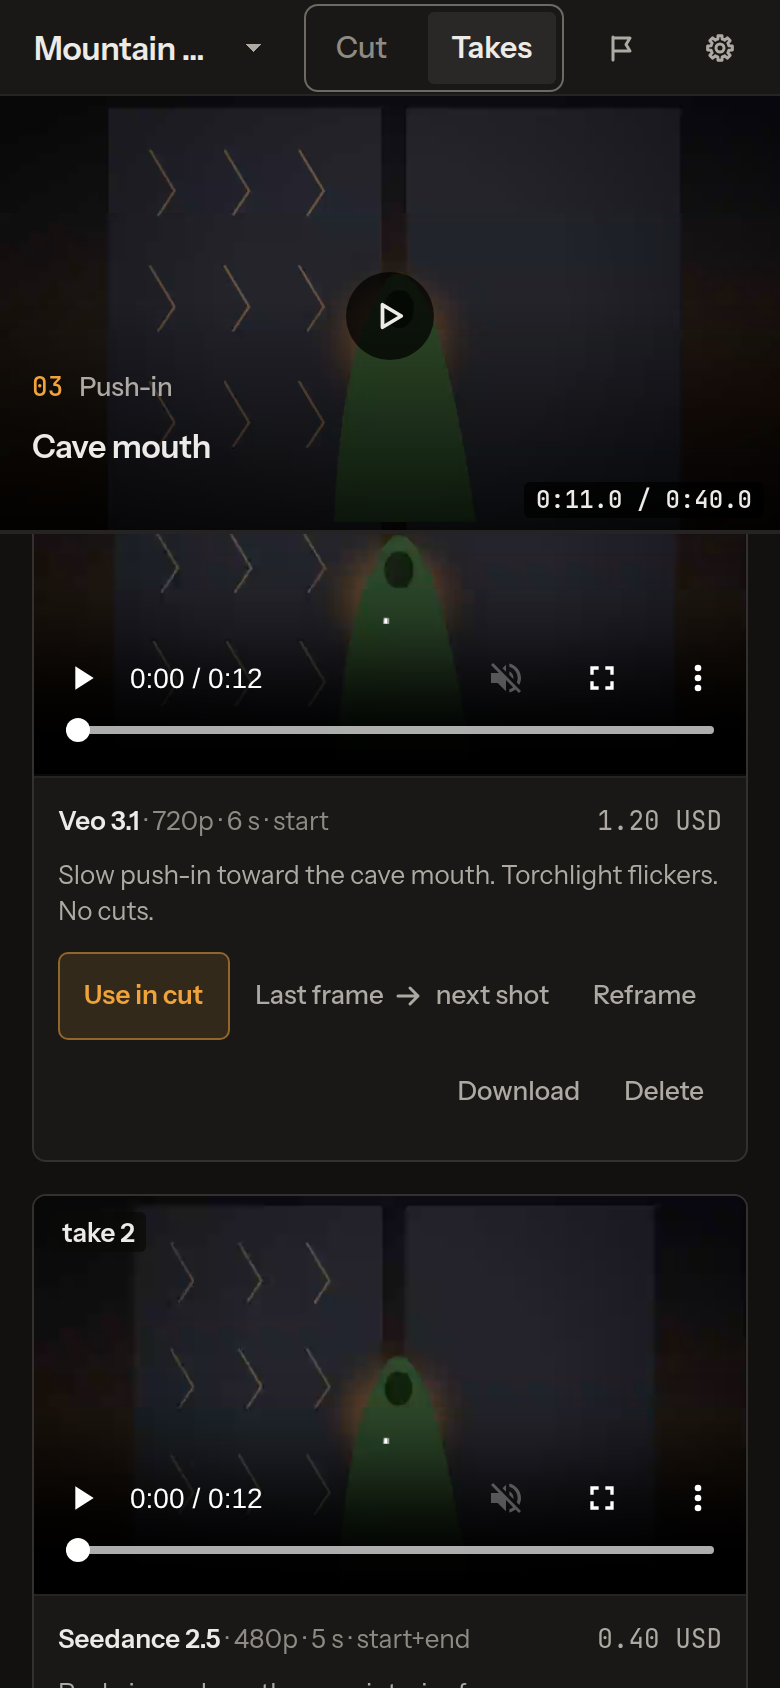 Mountain ...
Cut
Takes
03 Push-in
Cave mouth
0:11.0 / 0:40.0
0:00 / 0:12
Veo 3.1 · 720p · 6 s · start
1.20 USD
Slow push-in toward the cave mouth. Torchlight flickers.
No cuts.
Use in cut
Last frame → next shot
Reframe
Download
Delete
take 2
0:00 / 0:12
Seedance 2.5 · 480p · 5 s · start+end
0.40 USD